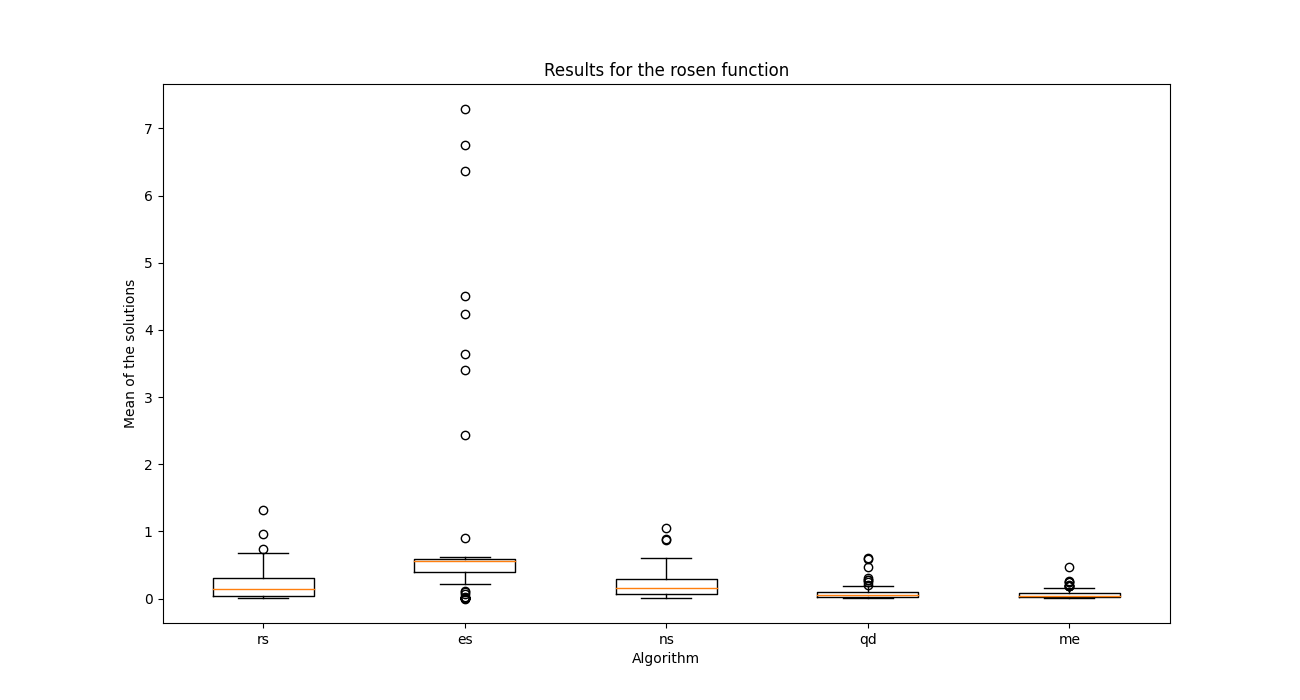 Results for the rosen function
Mean of the solutions
7
6
5
4
3
2
1
0
rs es ns qd me
Algorithm